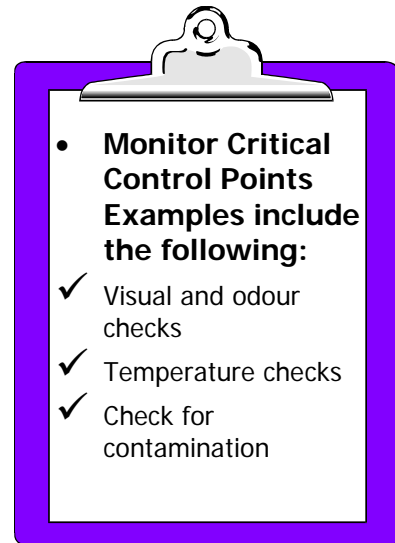 • Monitor Critical
Control Points
Examples include
the following:
✓ Visual and odour
checks
✓ Temperature checks
✓ Check for
contamination